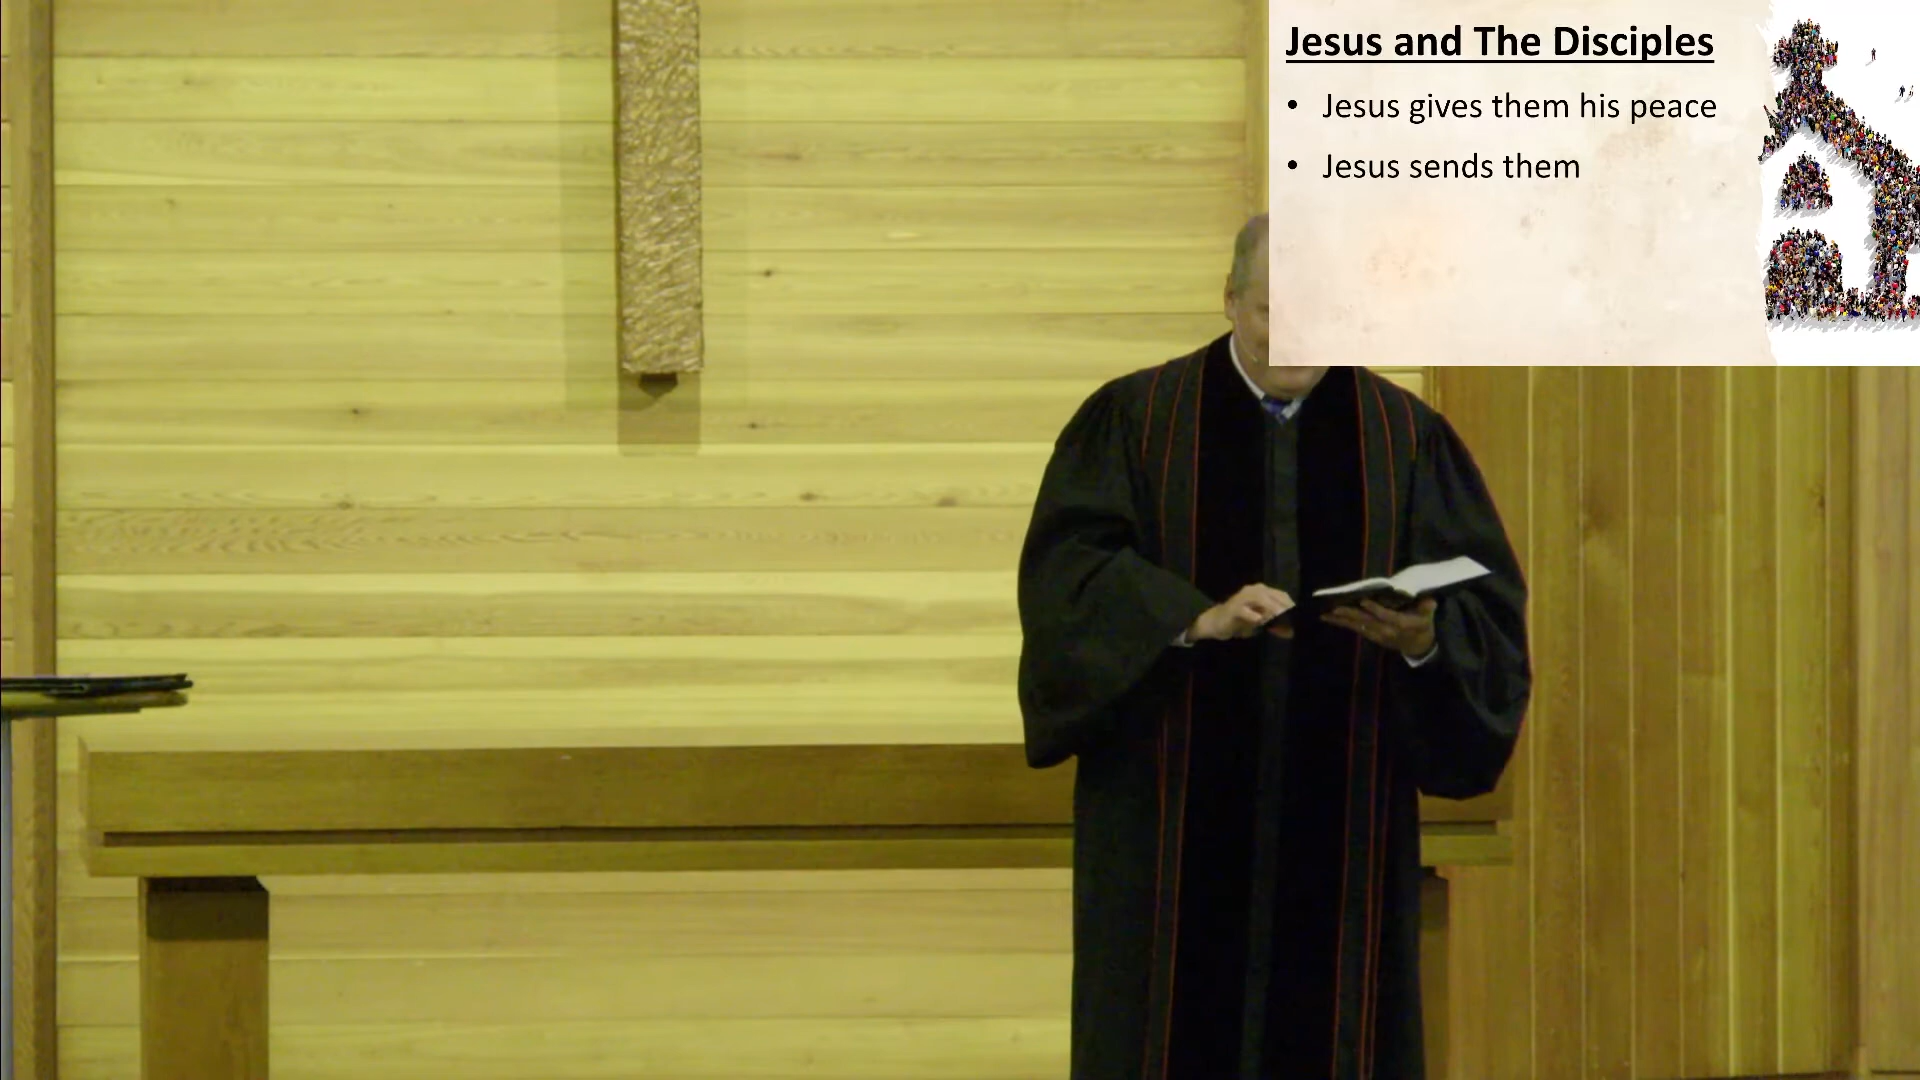 Jesus and The Disciples
• Jesus gives them his peace
• Jesus sends them